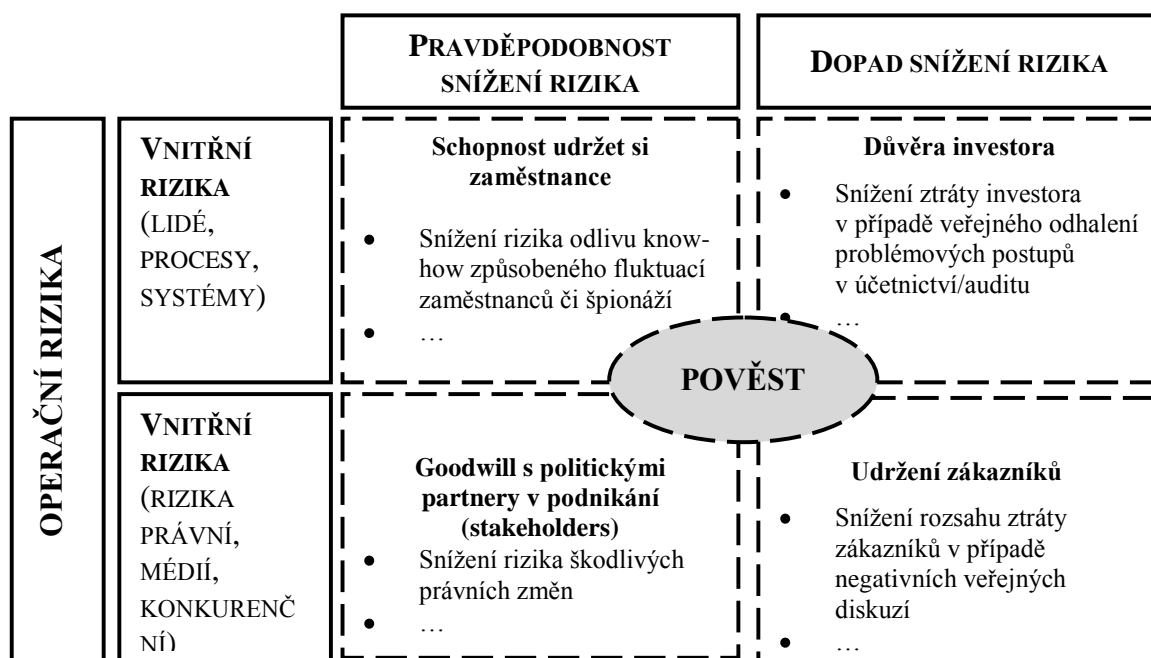 PRAVDĚPODOBNOST
SNÍŽENÍ RIZIKA
DOPAD SNÍŽENÍ RIZIKA
OPERAČNÍ RIZIKA
VNITŘNÍ
RIZIKA
(LIDÉ,
PROCESY,
SYSTÉMY)
Schopnost udržet si
zaměstnance
• Snížení rizika odlivu know-
how způsobeného fluktuací
zaměstnanců či špionáží
• …
Důvěra investora
• Snížení ztráty investora
v případě veřejného odhalení
problémových postupů
v účetnictví/auditu
• …
POVĚST
VNITŘNÍ
RIZIKA
(RIZIKA
PRÁVNÍ,
MÉDIÍ,
KONKURENČ
NÍ)
Goodwill s politickými
partnery v podnikání
(stakeholders)
• Snížení rizika škodlivých
právních změn
• …
Udržení zákazníků
• Snížení rozsahu ztráty
zákazníků v případě
negativních veřejných
diskuzí
• …